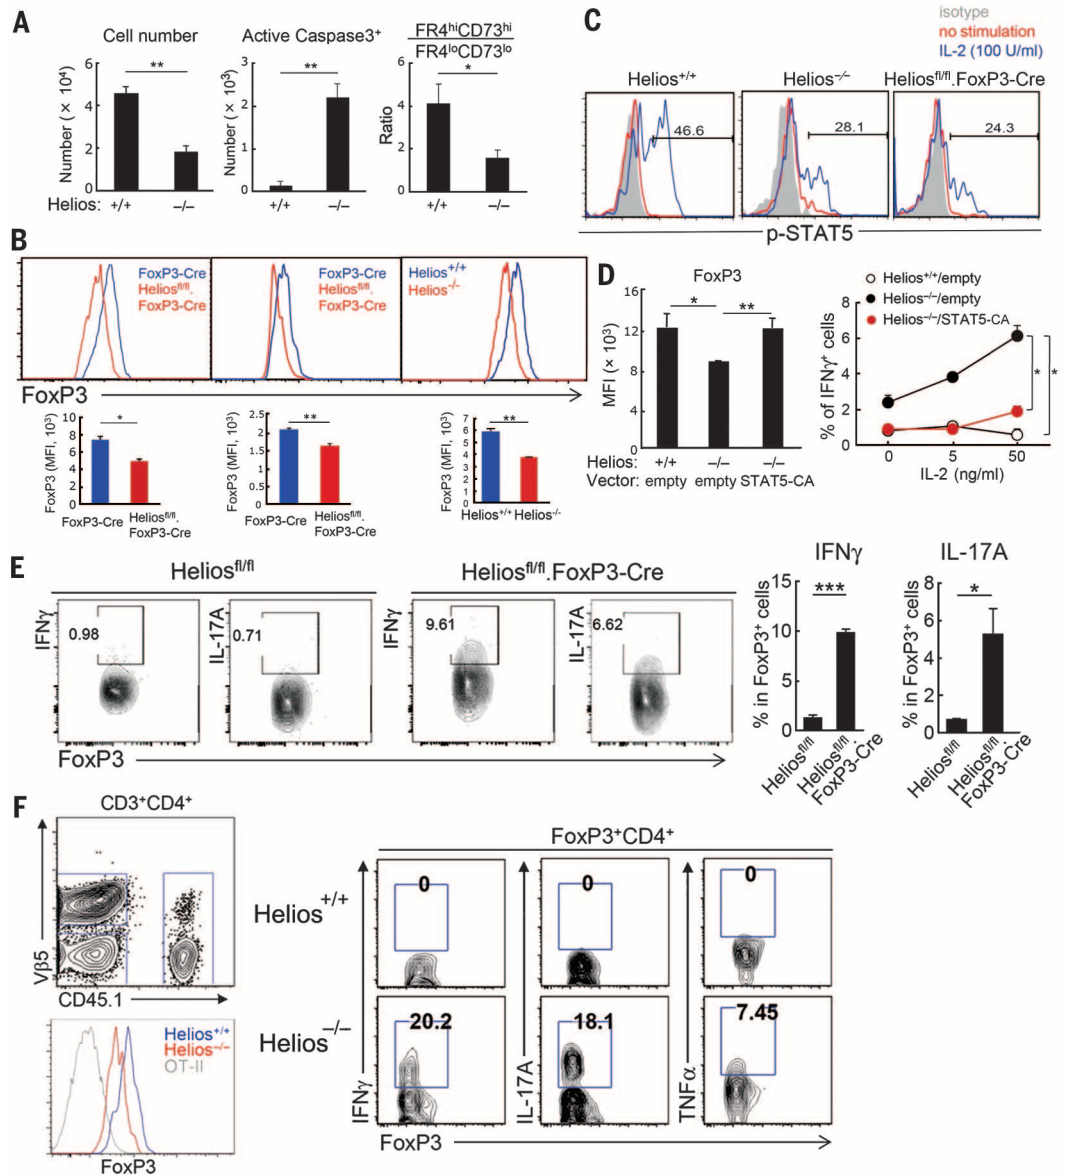 A
Cell number
Number (× 10⁴)
6
4
2
0
**
Active Caspase3⁺
Number (× 10³)
3
2
1
0
**
FR4ʰⁱCD73ʰⁱ
FR4ˡᵒCD73ˡᵒ
Ratio
6
4
2
0
*
Helios: +/+ –/– +/+ –/– +/+ –/–
B
FoxP3-Cre
Heliosᶠˡ/ᶠˡ.
FoxP3-Cre
FoxP3-Cre
Heliosᶠˡ/ᶠˡ.
FoxP3-Cre
Helios⁺/⁺
Helios⁻/⁻
FoxP3
FoxP3 (MFI, 10³)
10
8
6
4
2
0
*
FoxP3-Cre
Heliosᶠˡ/ᶠˡ.
FoxP3-Cre
FoxP3 (MFI, 10³)
2.5
2
1.5
1
0.5
0
**
FoxP3-Cre
Heliosᶠˡ/ᶠˡ.
FoxP3-Cre
FoxP3 (MFI, 10³)
7
6
5
4
3
2
1
0
**
Helios⁺/⁺ Helios⁻/⁻
C
isotype
no stimulation
IL-2 (100 U/ml)
Helios⁺/⁺
Helios⁻/⁻
Heliosᶠˡ/ᶠˡ.FoxP3-Cre
46.6
28.1
24.3
p-STAT5
D
FoxP3
MFI (× 10³)
16
12
8
4
0
* **
Helios: +/+ –/– –/–
Vector: empty empty STAT5-CA
Helios⁺/⁺/empty
Helios⁻/⁻/empty
Helios⁻/⁻/STAT5-CA
% of IFNγ⁺ cells
8
6
4
2
0
* *
0 5 50
IL-2 (ng/ml)
E
Heliosᶠˡ/ᶠˡ
Heliosᶠˡ/ᶠˡ.FoxP3-Cre
IFNγ
0.98
IL-17A
0.71
IFNγ
9.61
IL-17A
6.62
FoxP3
IFNγ
% in FoxP3⁺ cells
15
10
5
0
***
Heliosᶠˡ/ᶠˡ
Heliosᶠˡ/ᶠˡ.
FoxP3-Cre
IL-17A
% in FoxP3⁺ cells
8
6
4
2
0
*
Heliosᶠˡ/ᶠˡ
Heliosᶠˡ/ᶠˡ.
FoxP3-Cre
F
CD3⁺CD4⁺
Vβ5
CD45.1
Helios⁺/⁺
Helios⁻/⁻
OT-II
FoxP3
FoxP3⁺CD4⁺
Helios⁺/⁺
0
0
0
Helios⁻/⁻
20.2
18.1
7.45
IFNγ
IL-17A
TNFα
FoxP3